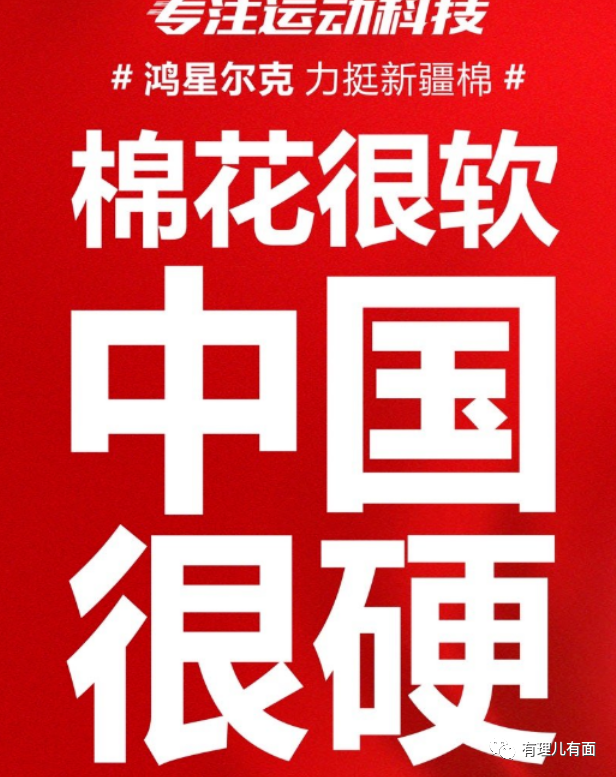 专注运动科技
# 鸿星尔克 力挺新疆棉 #
棉花很软
中国
很硬
有理儿有面